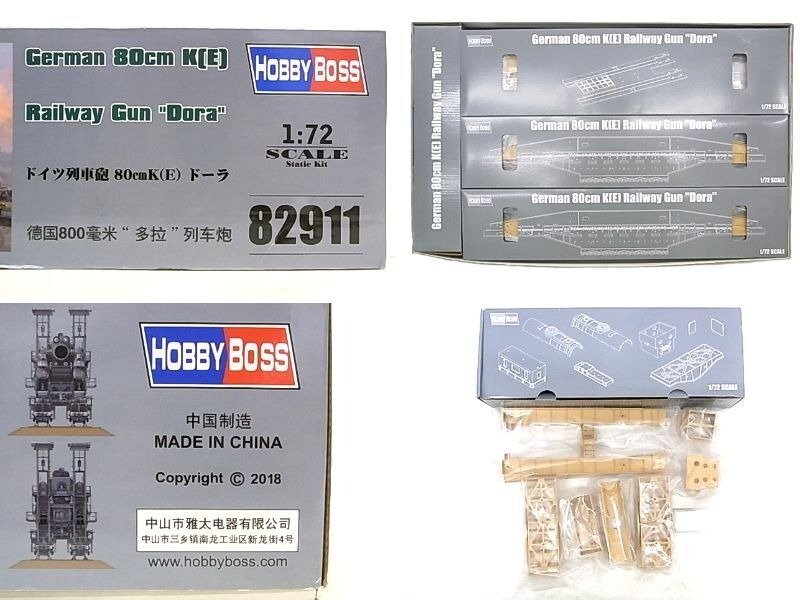 German 80cm K(E)
HOBBY BOSS
Railway Gun "Dora"
1:72
SCALE
Static Kit
ドイツ列車砲 80cmK(E) ドーラ
德国800毫米“多拉”列车炮
82911
German 80cm K(E) Railway Gun "Dora"
German 80cm K(E) Railway Gun "Dora"
1/72 SCALE
German 80cm K(E) Railway Gun "Dora"
1/72 SCALE
German 80cm K(E) Railway Gun "Dora"
1/72 SCALE
HOBBY BOSS
中国制造
MADE IN CHINA
Copyright © 2018
中山市雅太电器有限公司
中山市三乡镇南龙工业区新龙街4号
www.hobbyboss.com
1/72 SCALE